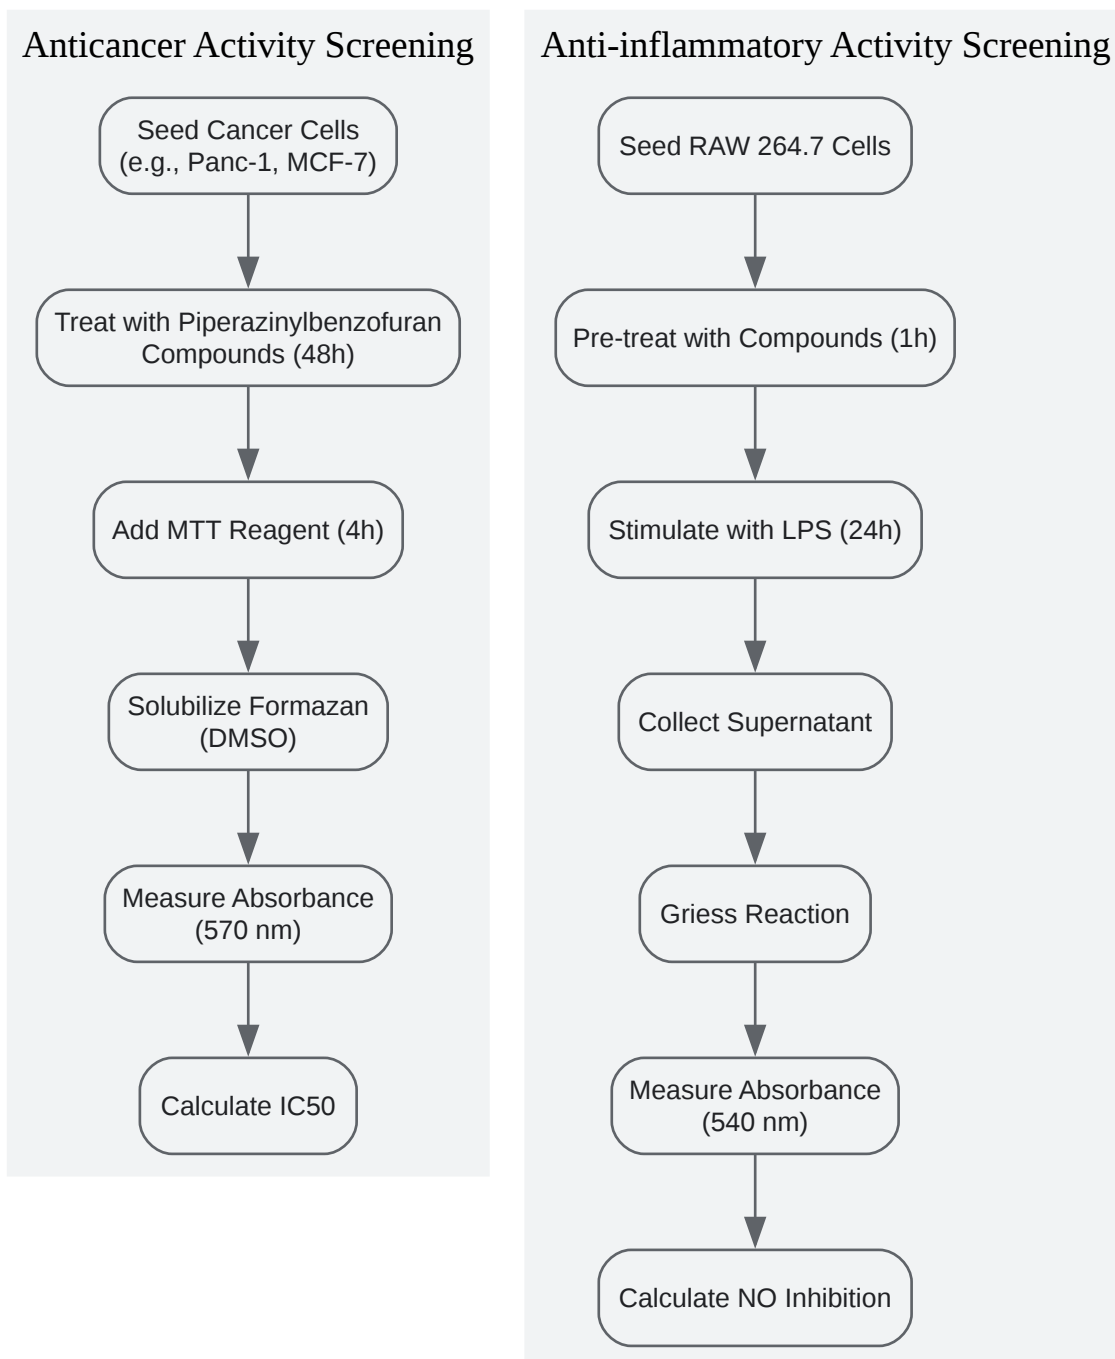 Anticancer Activity Screening
Seed Cancer Cells
(e.g., Panc-1, MCF-7)
Treat with Piperazinylbenzofuran
Compounds (48h)
Add MTT Reagent (4h)
Solubilize Formazan
(DMSO)
Measure Absorbance
(570 nm)
Calculate IC50
Anti-inflammatory Activity Screening
Seed RAW 264.7 Cells
Pre-treat with Compounds (1h)
Stimulate with LPS (24h)
Collect Supernatant
Griess Reaction
Measure Absorbance
(540 nm)
Calculate NO Inhibition